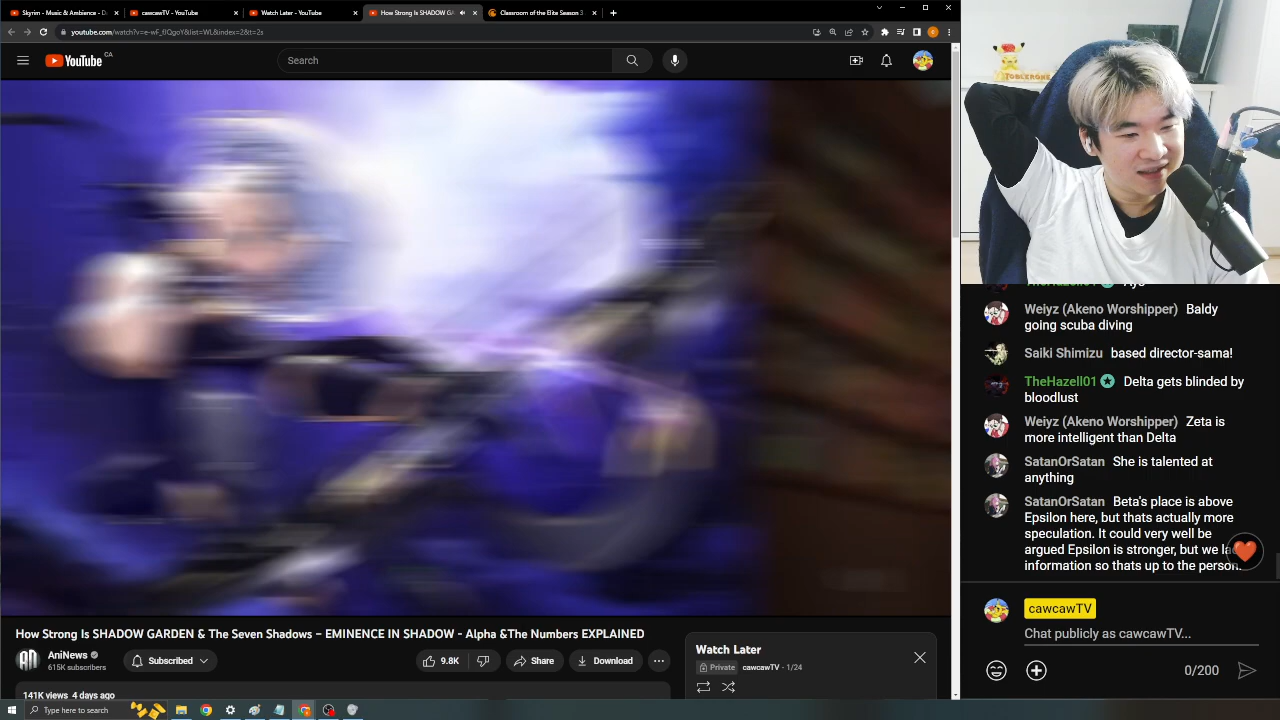 Skyrim - Music & Ambience - D
cawcawTV - YouTube
Watch Later - YouTube
How Strong Is SHADOW GA
Classroom of the Elite Season 3
youtube.com/watch?v=e-wF_fIQgoY&list=WL&index=2&t=2s
YouTube CA
Search
TOBLERONE
Weiyz (Akeno Worshipper) Baldy
going scuba diving
Saiki Shimizu based director-sama!
TheHazell01 Delta gets blinded by
bloodlust
Weiyz (Akeno Worshipper) Zeta is
more intelligent than Delta
SatanOrSatan She is talented at
anything
SatanOrSatan Beta's place is above
Epsilon here, but thats actually more
speculation. It could very well be
argued Epsilon is stronger, but we la
information so thats up to the person.
cawcawTV
Chat publicly as cawcawTV...
0/200
How Strong Is SHADOW GARDEN & The Seven Shadows – EMINENCE IN SHADOW - Alpha &The Numbers EXPLAINED
AniNews
615K subscribers
Subscribed
9.8K
Share
Download
Watch Later
Private cawcawTV - 1/24
141K views 4 days ago
Type here to search